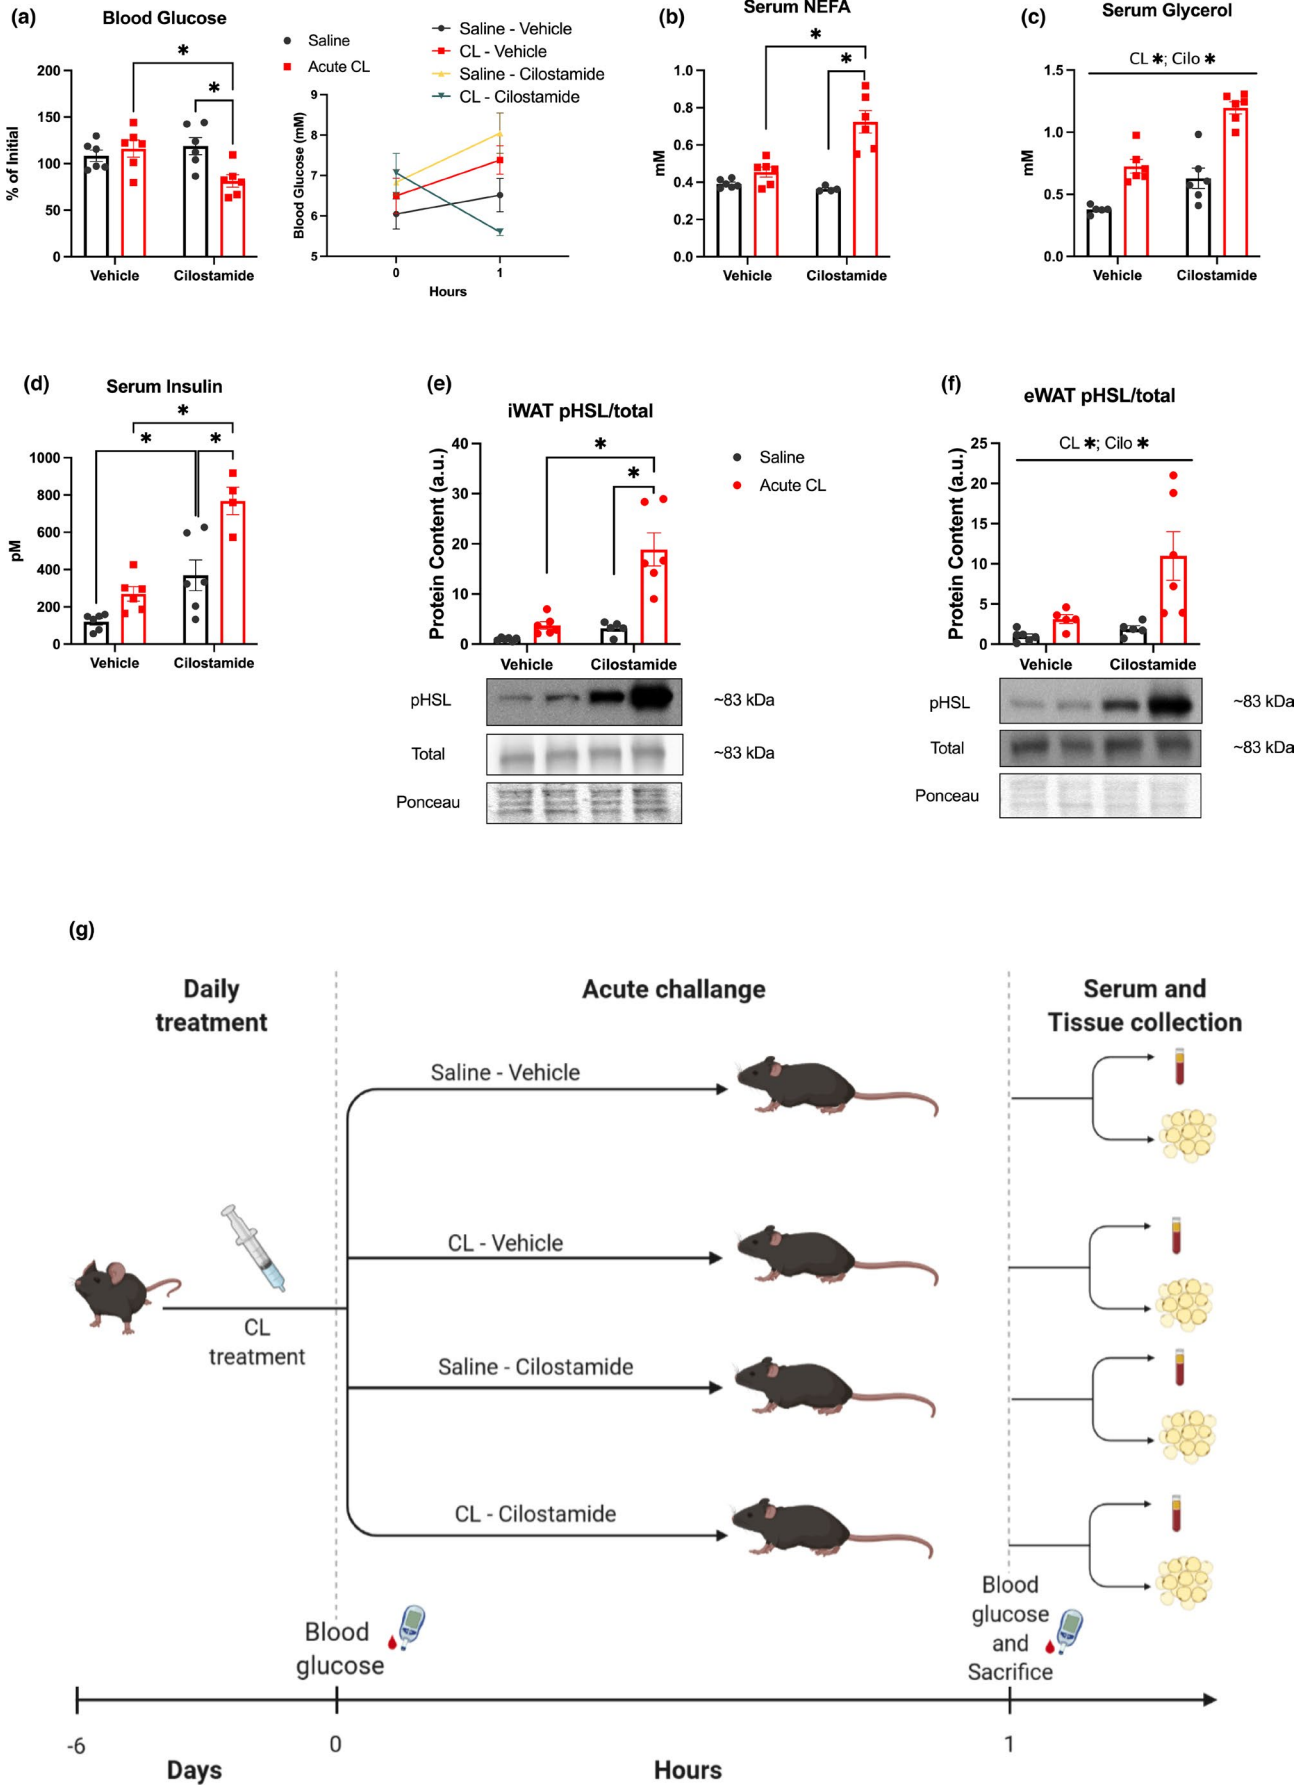 (a)
Blood Glucose
Saline
Acute CL
% of Initial
200
150
100
50
0
Vehicle
Cilostamide
Saline - Vehicle
CL - Vehicle
Saline - Cilostamide
CL - Cilostamide
Blood Glucose (mM)
9
8
7
6
5
0
1
Hours
(b)
Serum NEFA
mM
1.0
0.8
0.6
0.4
0.2
0.0
Vehicle
Cilostamide
(c)
Serum Glycerol
CL *; Cilo *
mM
1.5
1.0
0.5
0.0
Vehicle
Cilostamide
(d)
Serum Insulin
pM
1000
800
600
400
200
0
Vehicle
Cilostamide
(e)
iWAT pHSL/total
Protein Content (a.u.)
40
30
20
10
0
Vehicle
Cilostamide
Saline
Acute CL
pHSL
~83 kDa
Total
~83 kDa
Ponceau
(f)
eWAT pHSL/total
CL *; Cilo *
Protein Content (a.u.)
25
20
15
10
5
0
Vehicle
Cilostamide
pHSL
~83 kDa
Total
~83 kDa
Ponceau
(g)
Daily
treatment
Acute challange
Serum and
Tissue collection
Saline - Vehicle
CL - Vehicle
CL
treatment
Saline - Cilostamide
CL - Cilostamide
Blood
glucose
Blood
glucose
and
Sacrifice
-6
0
1
Days
Hours